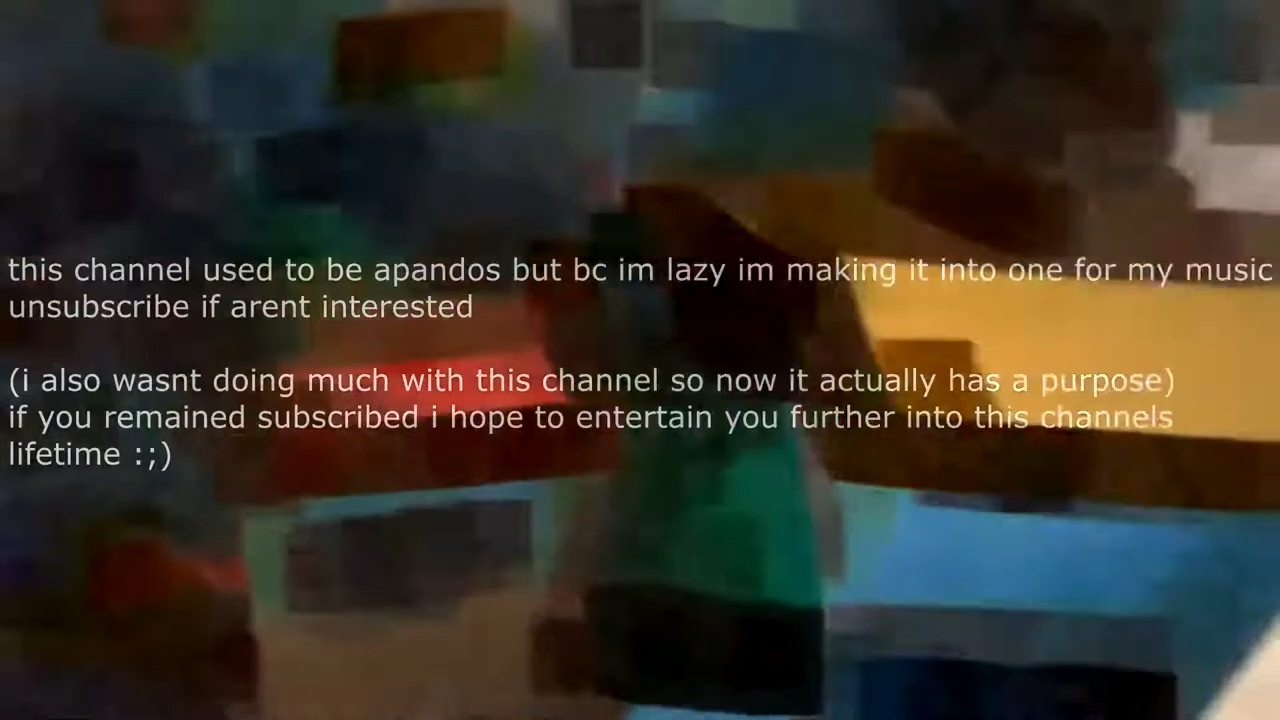 this channel used to be apandos but bc im lazy im making it into one for my music
unsubscribe if arent interested
(i also wasnt doing much with this channel so now it actually has a purpose)
if you remained subscribed i hope to entertain you further into this channels
lifetime :;)